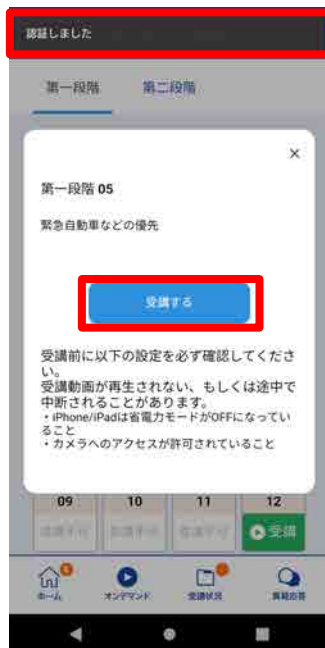 認証しました
第一段階 第二段階
×
第一段階 05
緊急自動車などの優先
受講する
受講前に以下の設定を必ず確認してくださ
い。
受講動画が再生されない、もしくは途中で
中断されることがあります。
・iPhone/iPadは省電力モードがOFFになってい
ること
・カメラへのアクセスが許可されていること
09 10 11 12
受講
ホーム オンデマンド 受講状況 質疑応答